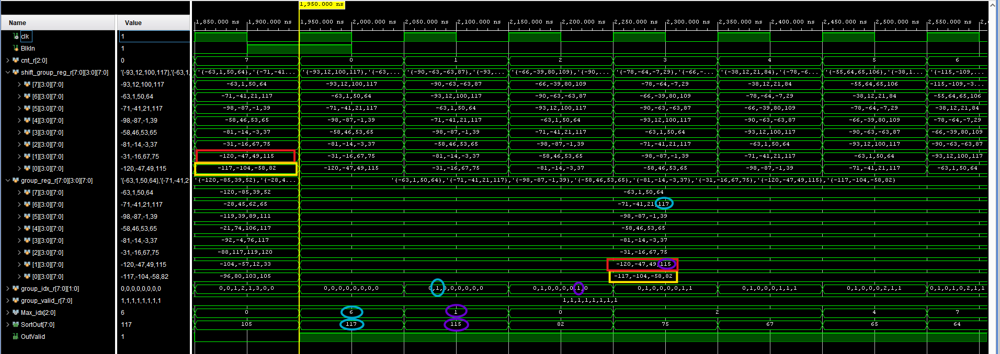 1,950.000 ns
Name Value 1,850.000 ns 1,900.000 ns 1,950.000 ns 2,000.000 ns 2,050.000 ns 2,100.000 ns 2,150.000 ns 2,200.000 ns 2,250.000 ns 2,300.000 ns 2,350.000 ns 2,400.000 ns 2,450.000 ns 2,500.000 ns 2,550.000 ns
clk 1
BlkIn 1
cnt_r[2:0] 0 7 0 1 2 3 4 5 6
shift_group_reg_r[7:0][3:0][7:0] '{-93,12,100,117},'{-63,1, '{-63,1,50,64},'{-71,-41... '{-93,12,100,117},'{-63... '{-90,-63,-63,87},'{-93,... '{-66,-39,80,109},'{-90,... '{-78,-64,-7,29},'{-66,-... '{-38,12,21,84},'{-78,-6... '{-55,64,65,106},'{-38,1... '{-115,-109,...
[7][3:0][7:0] -93,12,100,117 -63,1,50,64 -93,12,100,117 -90,-63,-63,87 -66,-39,80,109 -78,-64,-7,29 -38,12,21,84 -55,64,65,106 -115,-109,-3...
[6][3:0][7:0] -63,1,50,64 -71,-41,21,117 -63,1,50,64 -93,12,100,117 -90,-63,-63,87 -66,-39,80,109 -78,-64,-7,29 -38,12,21,84 -55,64,65,106
[5][3:0][7:0] -71,-41,21,117 -98,-87,-1,39 -71,-41,21,117 -63,1,50,64 -93,12,100,117 -90,-63,-63,87 -66,-39,80,109 -78,-64,-7,29 -38,12,21,84
[4][3:0][7:0] -98,-87,-1,39 -58,46,53,65 -98,-87,-1,39 -71,-41,21,117 -63,1,50,64 -93,12,100,117 -90,-63,-63,87 -66,-39,80,109 -78,-64,-7,29
[3][3:0][7:0] -58,46,53,65 -81,-14,-3,37 -58,46,53,65 -98,-87,-1,39 -71,-41,21,117 -63,1,50,64 -93,12,100,117 -90,-63,-63,87 -66,-39,80,109
[2][3:0][7:0] -81,-14,-3,37 -31,-16,67,75 -81,-14,-3,37 -58,46,53,65 -98,-87,-1,39 -71,-41,21,117 -63,1,50,64 -93,12,100,117 -90,-63,-63,87
[1][3:0][7:0] -31,-16,67,75 -120,-47,49,115 -31,-16,67,75 -81,-14,-3,37 -58,46,53,65 -98,-87,-1,39 -71,-41,21,117 -63,1,50,64 -93,12,100,117
[0][3:0][7:0] -120,-47,49,115 -117,-104,-58,82 -120,-47,49,115 -31,-16,67,75 -81,-14,-3,37 -58,46,53,65 -98,-87,-1,39 -71,-41,21,117 -63,1,50,64
group_reg_r[7:0][3:0][7:0] '{-63,1,50,64},'{-71,-41,2 '{-120,-85,39,52},'{-28,4... '{-63,1,50,64},'{-71,-41,21,117},'{-98,-87,-1,39},'{-58,46,53,65},'{-81,-14,-3,37},'{-31,-16,67,75},'{-120,-47,49,115},'{-117,-104,-58,82}
[7][3:0][7:0] -63,1,50,64 -120,-85,39,52 -63,1,50,64
[6][3:0][7:0] -71,-41,21,117 -28,45,62,65 -71,-41,21,117
[5][3:0][7:0] -98,-87,-1,39 -119,39,89,111 -98,-87,-1,39
[4][3:0][7:0] -58,46,53,65 -21,74,106,117 -58,46,53,65
[3][3:0][7:0] -81,-14,-3,37 -92,-4,76,117 -81,-14,-3,37
[2][3:0][7:0] -31,-16,67,75 -88,117,119,120 -31,-16,67,75
[1][3:0][7:0] -120,-47,49,115 -104,-57,12,33 -120,-47,49,115
[0][3:0][7:0] -117,-104,-58,82 -96,80,103,105 -117,-104,-58,82
group_idx_r[7:0][1:0] 0,0,0,0,0,0,0,0 0,0,1,2,1,3,0,0 0,0,0,0,0,0,0,0 0,1,0,0,0,0,0,0 0,1,0,0,0,0,1,0 0,1,0,0,0,0,1,1 0,1,0,0,0,1,1,1 0,1,0,0,0,2,1,1 0,1,0,1,0,2,1,1
group_valid_r[7:0] 1,1,1,1,1,1,1,1 1,1,1,1,1,1,1,1
Max_idx[2:0] 6 0 6 1 0 2 4 7
SortOut[7:0] 117 105 117 115 82 75 67 65 64
OutValid 1